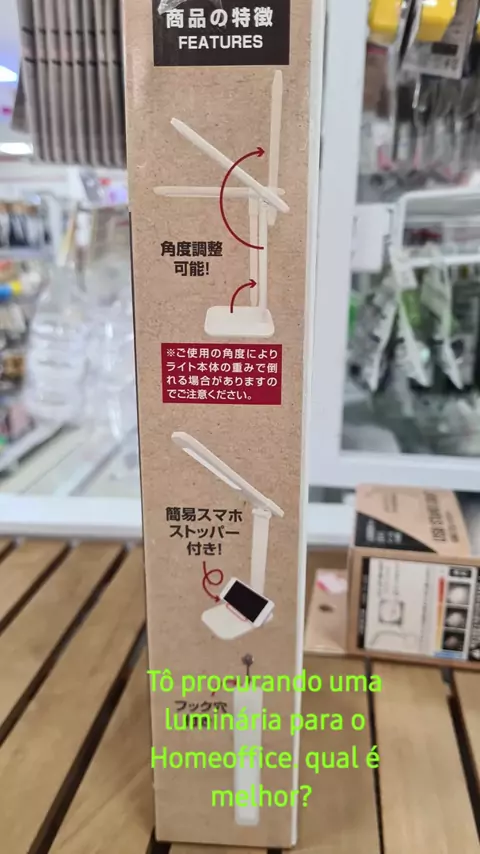 商品の特徴
FEATURES
角度調整
可能!
※ご使用の角度により
ライト本体の重みで倒
れる場合がありますの
でご注意ください。
簡易スマホ
ストッパー
付き!
フック穴
Tô procurando uma
luminária para o
Homeoffice. qual é
melhor?